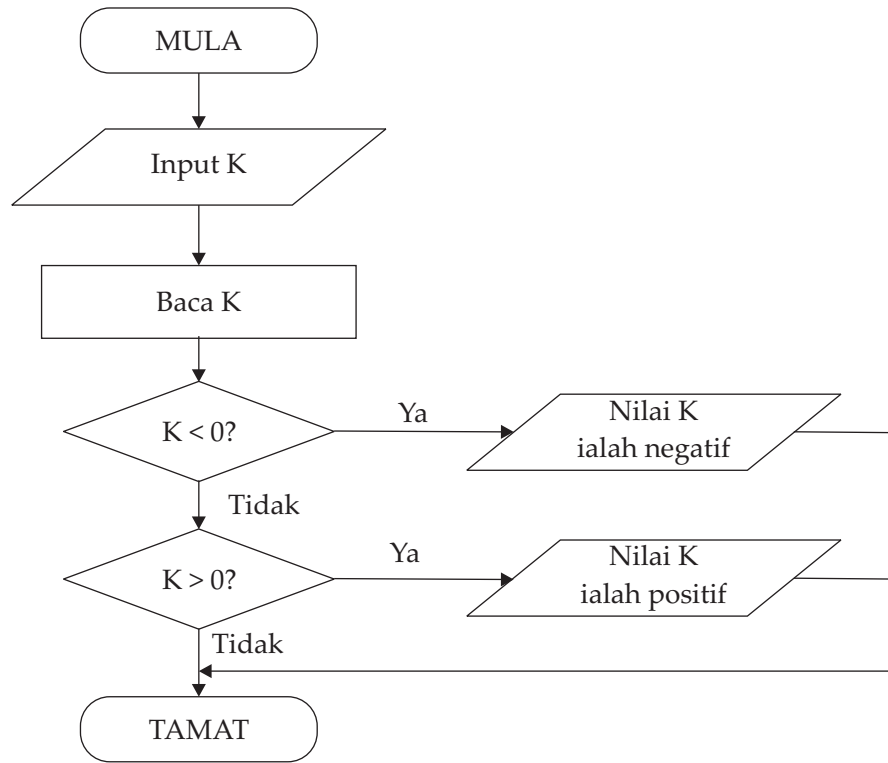 MULA
Input K
Baca K
K < 0?
Ya
Nilai K
ialah negatif
Tidak
K > 0?
Ya
Nilai K
ialah positif
Tidak
TAMAT